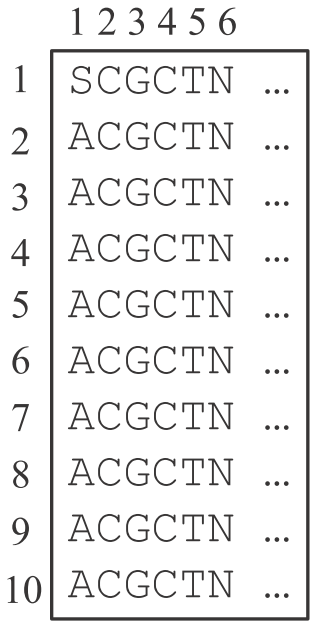 1 2 3 4 5 6
1 SCGCTN ...
2 ACGCTN ...
3 ACGCTN ...
4 ACGCTN ...
5 ACGCTN ...
6 ACGCTN ...
7 ACGCTN ...
8 ACGCTN ...
9 ACGCTN ...
10 ACGCTN ...